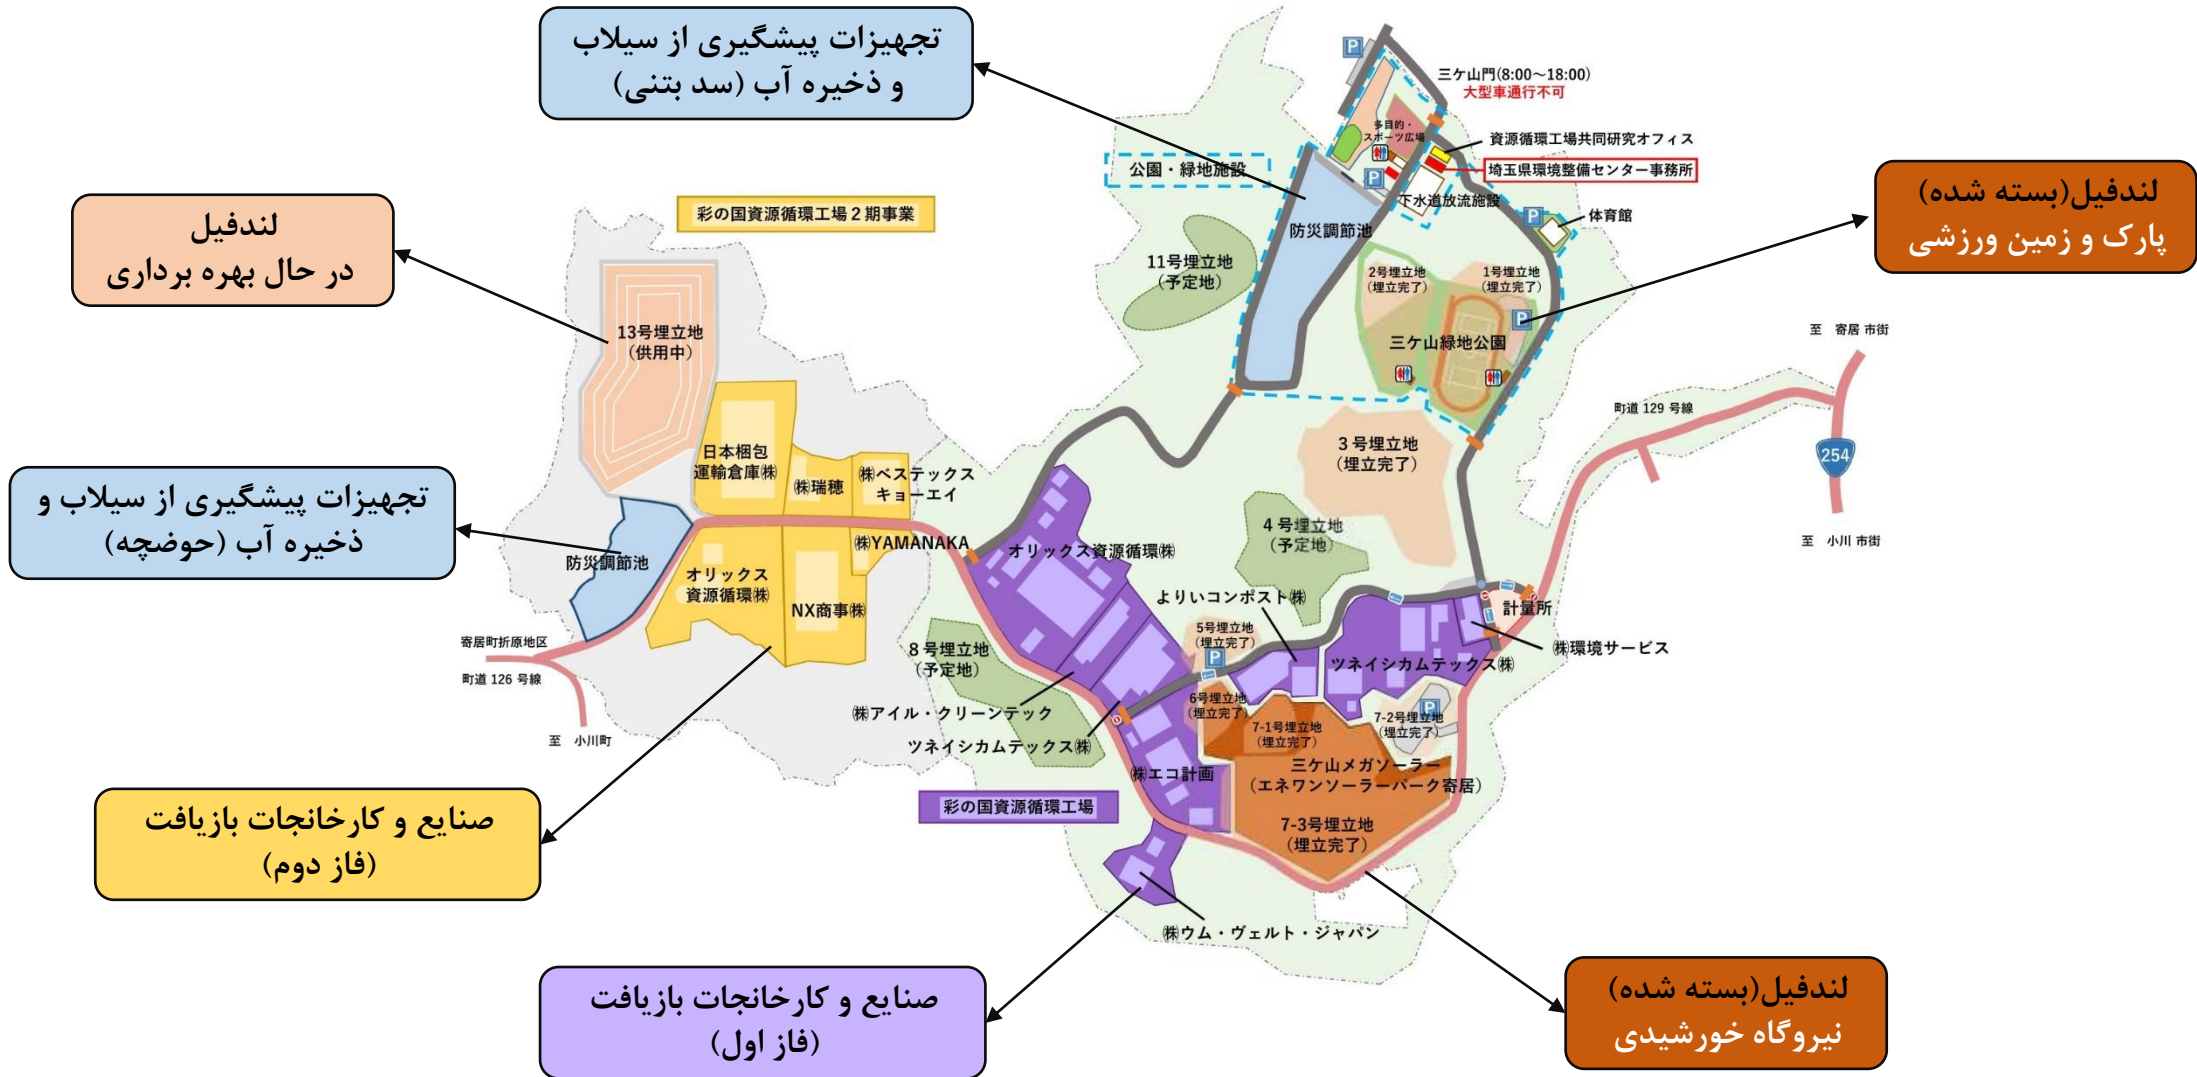 تجهیزات پیشگیری از سیلاب
و ذخیره آب (سد بتنی)
三ケ山門(8:00～18:00)
大型車通行不可
多目的・
スポーツ広場
資源循環工場共同研究オフィス
埼玉県環境整備センター事務所
公園・緑地施設
下水道放流施設
体育館
لندفیل(بسته شده)
پارک و زمین ورزشی
彩の国資源循環工場２期事業
لندفیل
در حال بهره برداری
防災調節池
11号埋立地
(予定地)
2号埋立地
(埋立完了)
1号埋立地
(埋立完了)
三ケ山緑地公園
13号埋立地
(供用中)
至　寄居 市街
町道 129 号線
254
至　小川 市街
3 号埋立地
(埋立完了)
日本梱包
運輸倉庫㈱
㈱瑞穂
㈱ベステックス
キョーエイ
تجهیزات پیشگیری از سیلاب و
ذخیره آب (حوضچه)
防災調節池
㈱YAMANAKA
オリックス資源循環㈱
4 号埋立地
(予定地)
オリックス
資源循環㈱
NX商事㈱
よりいコンポスト㈱
計量所
5号埋立地
(埋立完了)
寄居町折原地区
町道 126 号線
至　小川町
8 号埋立地
(予定地)
ツネイシカムテックス㈱
㈱環境サービス
㈱アイル・クリーンテック
ツネイシカムテックス㈱
6号埋立地
(埋立完了)
7-1号埋立地
(埋立完了)
7-2号埋立地
(埋立完了)
㈱エコ計画
三ケ山メガソーラー
(エネワンソーラーパーク寄居)
彩の国資源循環工場
7-3号埋立地
(埋立完了)
صنایع و کارخانجات بازیافت
(فاز دوم)
㈱ウム・ヴェルト・ジャパン
صنایع و کارخانجات بازیافت
(فاز اول)
لندفیل(بسته شده)
نیروگاه خورشیدی
P
P
P
P
P
P